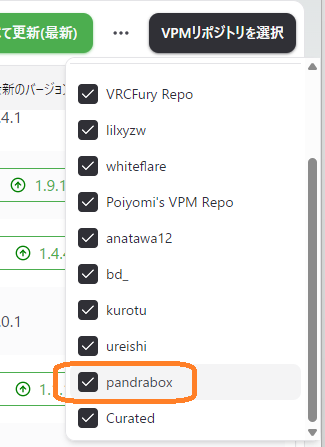 て更新(最新)
VPMリポジトリを選択
新のバージョン
.4.1
VRCFury Repo
lilxyzw
whiteflare
1.9.1
Poiyomi's VPM Repo
anatawa12
1.4.4
bd_
kurotu
.0.1
ureishi
pandrabox
1.
Curated